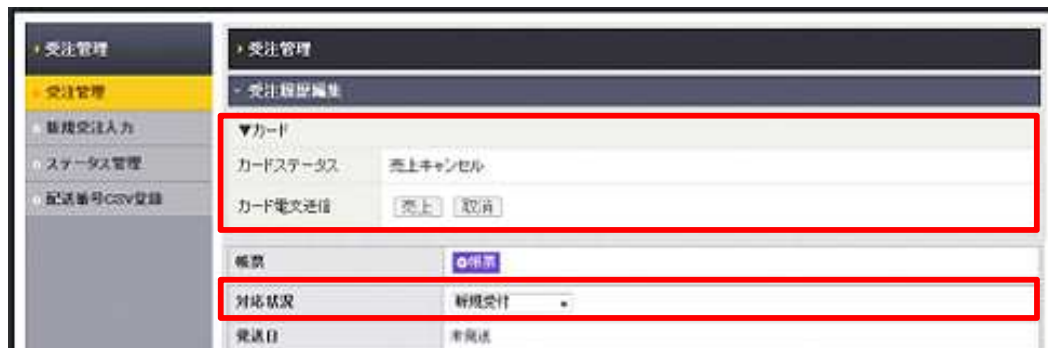 受注管理
受注管理
新規受注入力
ステータス管理
配送番号CSV登録
受注管理
受注履歴編集
▼カード
カードステータス 売上キャンセル
カード電文送信 売上 取消
帳票 帳票
対応状況 新規受付
発送日 未発送